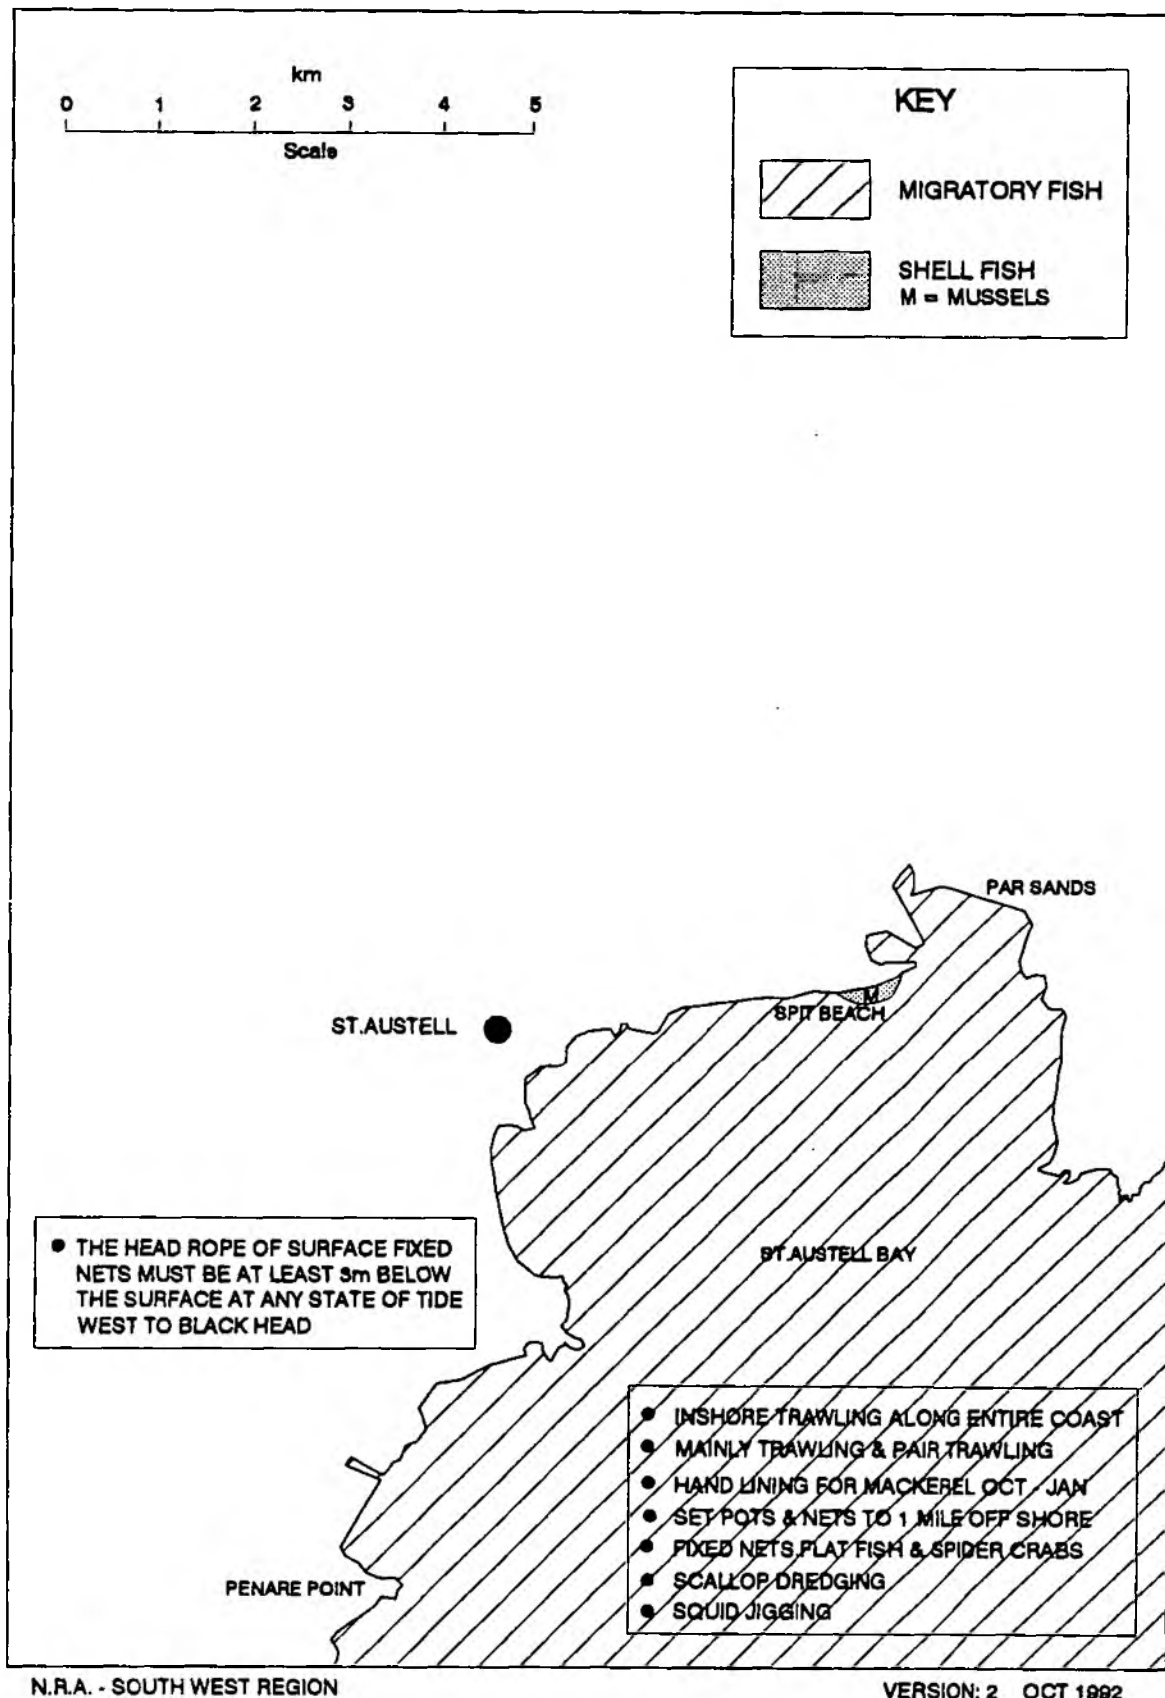 km
0 1 2 3 4 5
Scale
KEY
MIGRATORY FISH
SHELL FISH
M = MUSSELS
PAR SANDS
M
SPIT BEACH
ST.AUSTELL
ST.AUSTELL BAY
● THE HEAD ROPE OF SURFACE FIXED
NETS MUST BE AT LEAST 3m BELOW
THE SURFACE AT ANY STATE OF TIDE
WEST TO BLACK HEAD
● INSHORE TRAWLING ALONG ENTIRE COAST
● MAINLY TRAWLING & PAIR TRAWLING
● HAND LINING FOR MACKEREL OCT - JAN
● SET POTS & NETS TO 1 MILE OFF SHORE
● FIXED NETS,FLAT FISH & SPIDER CRABS
● SCALLOP DREDGING
● SQUID JIGGING
PENARE POINT
N.R.A. - SOUTH WEST REGION
VERSION: 2 OCT 1992